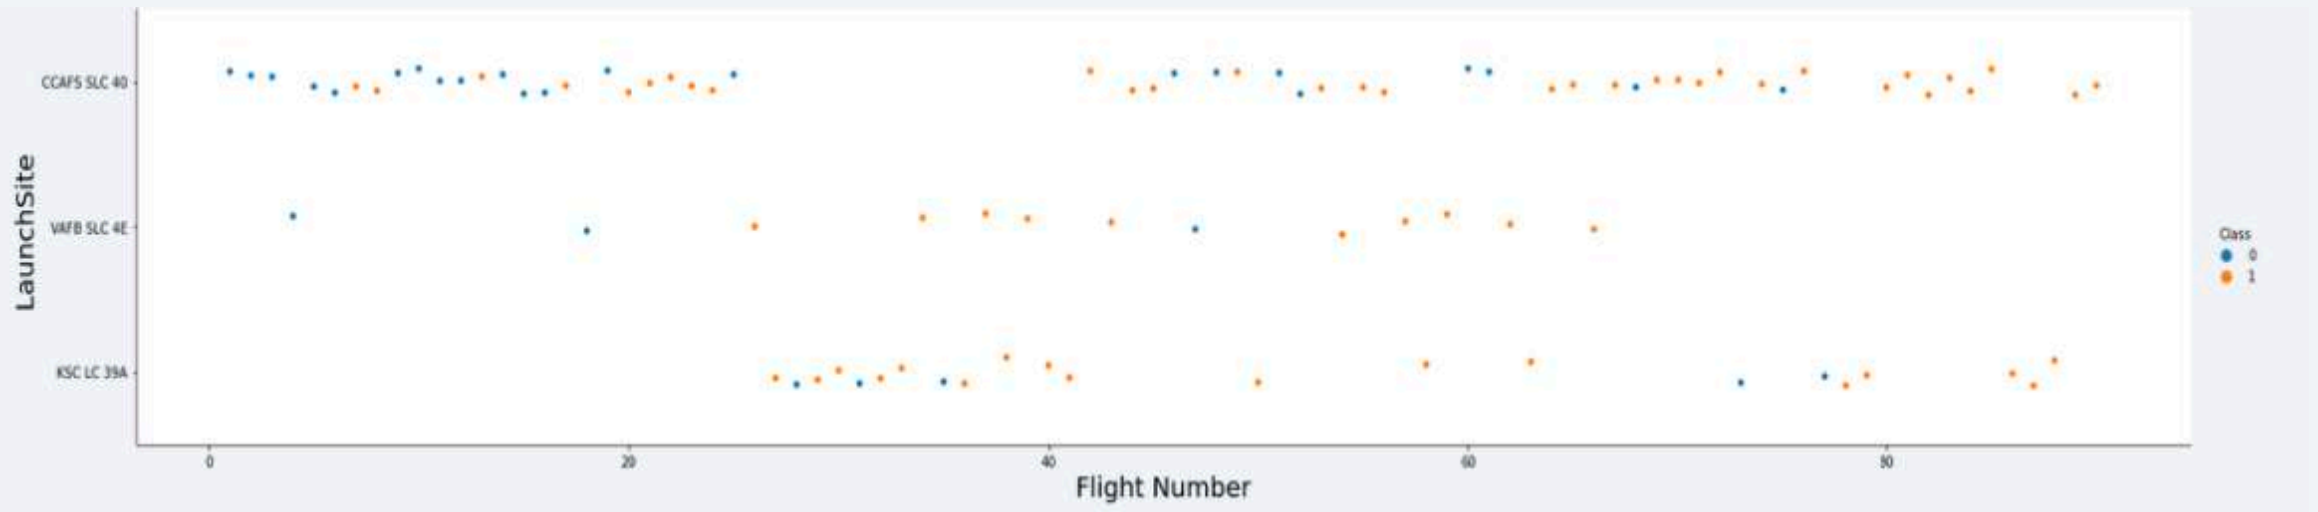 LaunchSite
CCAFS SLC 40
VAFB SLC 4E
KSC LC 39A
0
20
40
60
80
Flight Number
Class
0
1